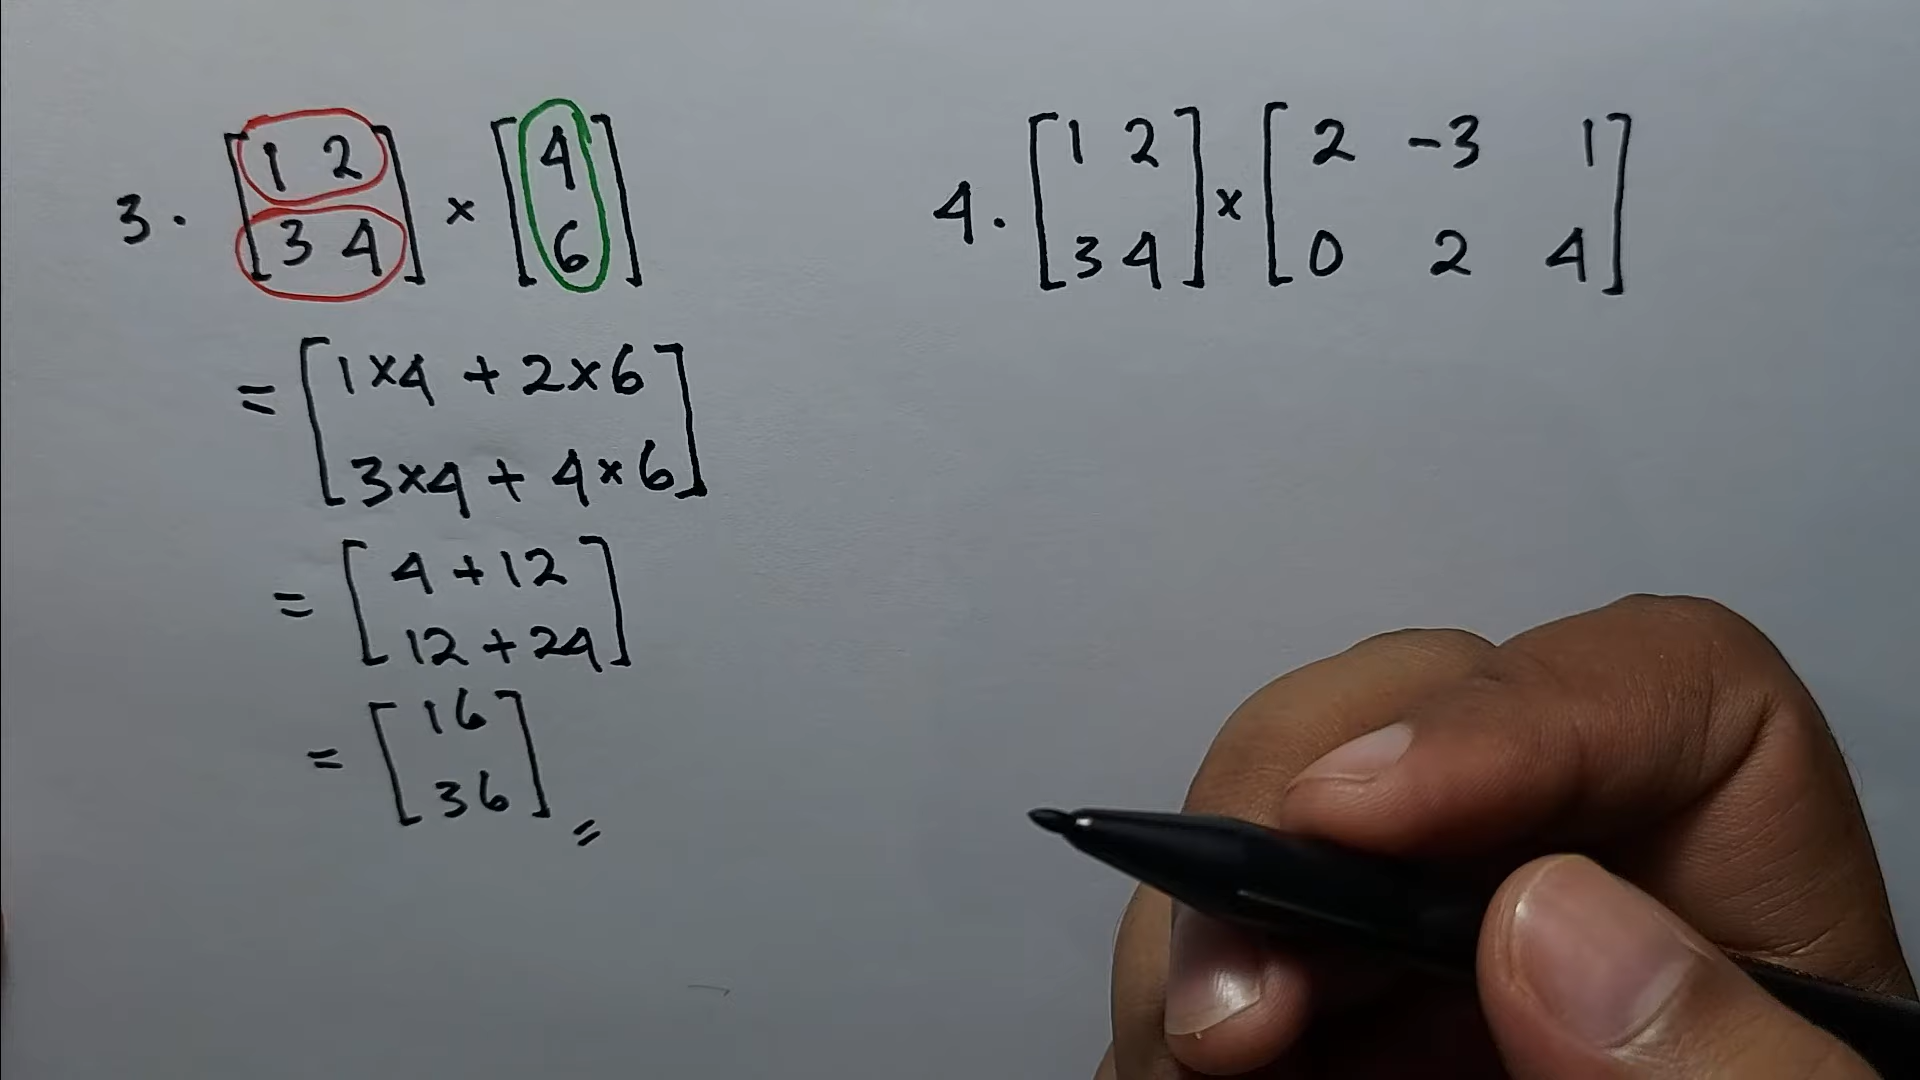 3. [1 2
3 4] × [4
6]
= [1×4 + 2×6
3×4 + 4×6]
= [4 + 12
12 + 24]
= [16
36] =
4. [1 2
3 4] × [2 -3 1
0 2 4]